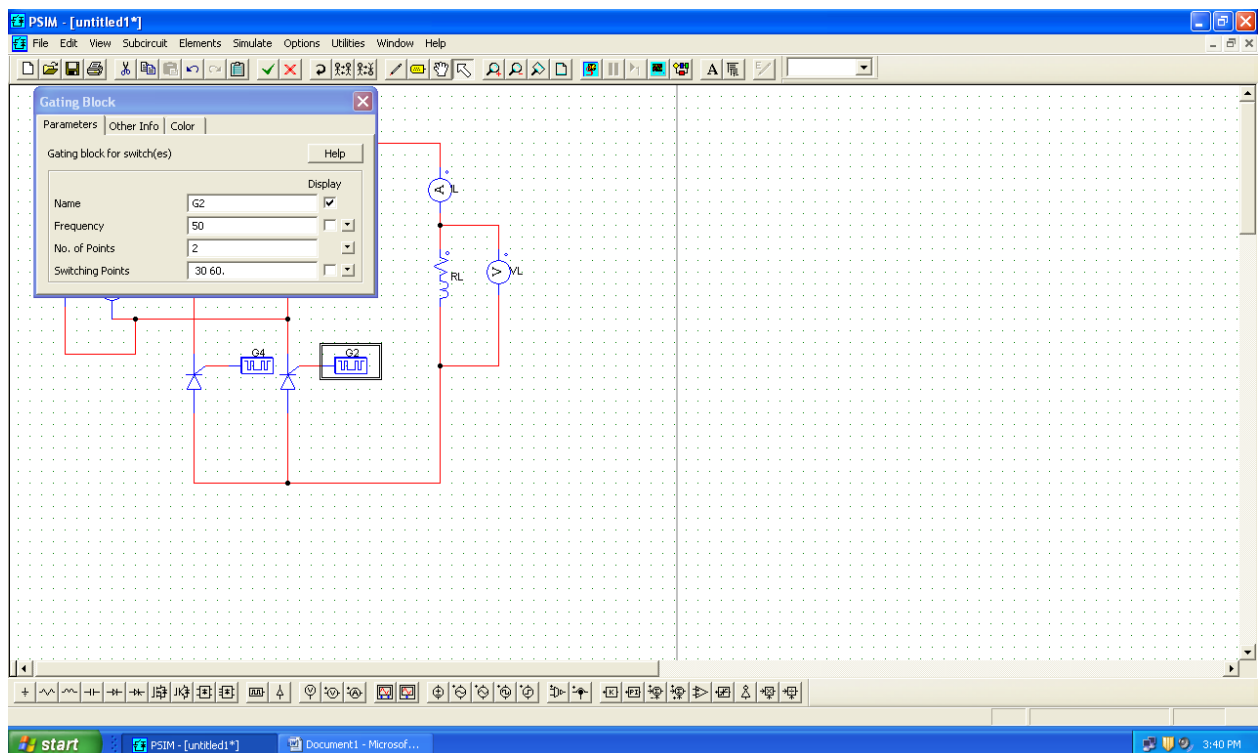 PSIM - [untitled1*]
File Edit View Subcircuit Elements Simulate Options Utilities Window Help
Gating Block
Parameters Other Info Color
Gating block for switch(es) Help
Display
Name G2
Frequency 50
No. of Points 2
Switching Points 30 60.
A
RL
V VL
G4 G2
start PSIM - [untitled1*] Document1 - Microsof... 3:40 PM